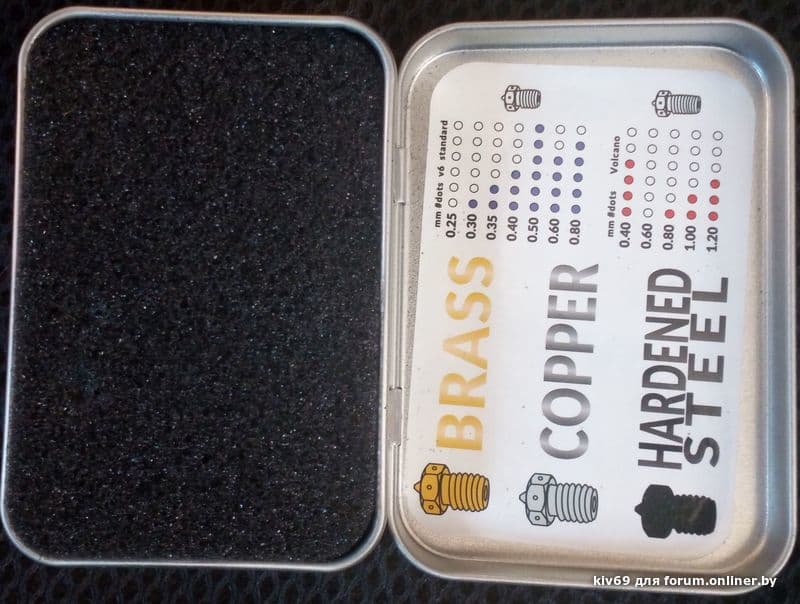 BRASS
COPPER
HARDENED
STEEL
mm #dots v6 standard
0.25
0.30
0.35
0.40
0.50
0.60
0.80
mm #dots Volcano
0.40
0.60
0.80
1.00
1.20
kiv69 для forum.onliner.by